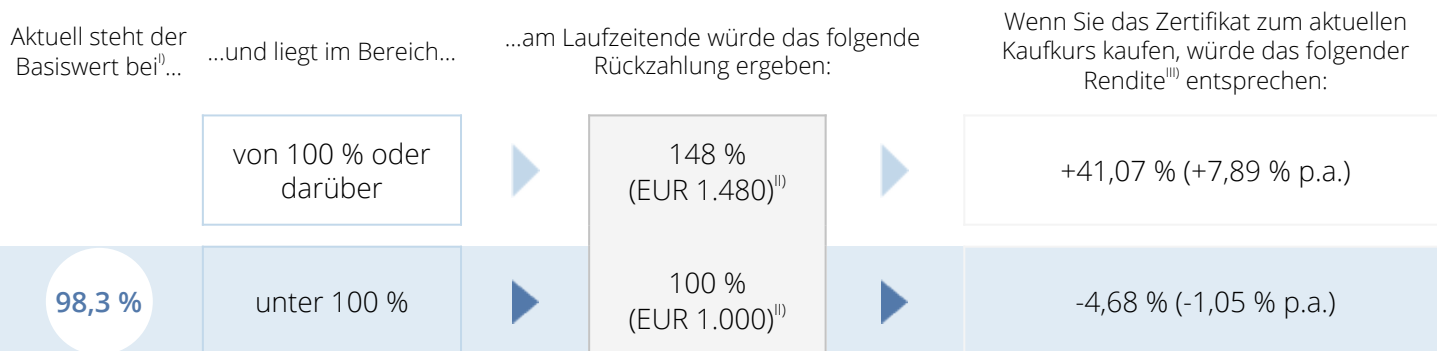 Aktuell steht der
Basiswert bei I)...
...und liegt im Bereich...
...am Laufzeitende würde das folgende
Rückzahlung ergeben:
Wenn Sie das Zertifikat zum aktuellen
Kaufkurs kaufen, würde das folgender
Rendite III) entsprechen:
von 100 % oder
darüber
148 %
(EUR 1.480) II)
+41,07 % (+7,89 % p.a.)
98,3 %
unter 100 %
100 %
(EUR 1.000) II)
-4,68 % (-1,05 % p.a.)